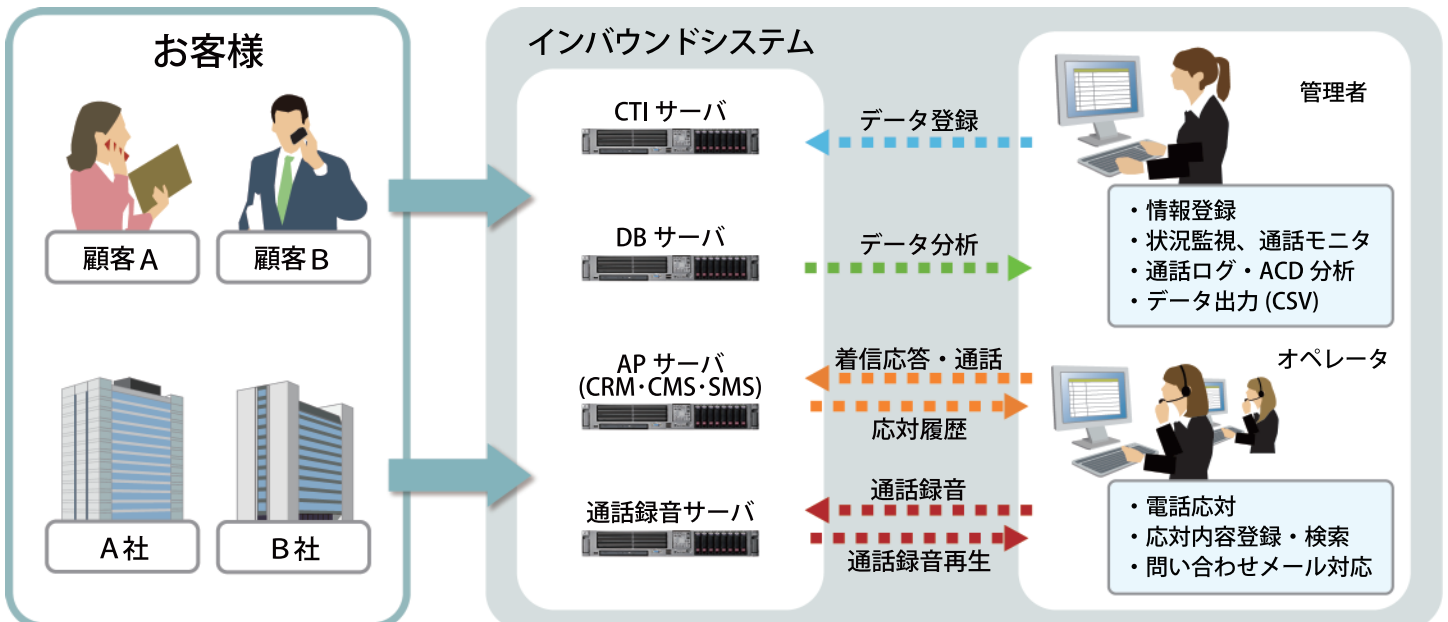 お客様
顧客A
顧客B
A社
B社
インバウンドシステム
CTI サーバ
DB サーバ
AP サーバ
(CRM・CMS・SMS)
通話録音サーバ
データ登録
データ分析
着信応答・通話
応対履歴
通話録音
通話録音再生
管理者
・情報登録
・状況監視、通話モニタ
・通話ログ・ACD 分析
・データ出力 (CSV)
オペレータ
・電話応対
・応対内容登録・検索
・問い合わせメール対応